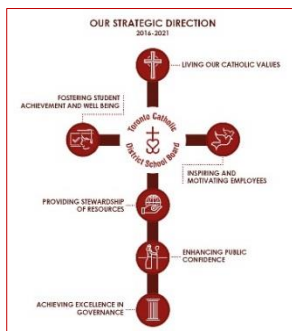 OUR STRATEGIC DIRECTION
2016-2021
LIVING OUR CATHOLIC VALUES
FOSTERING STUDENT
ACHIEVEMENT AND WELL BEING
Toronto Catholic
District School Board
INSPIRING AND
MOTIVATING EMPLOYEES
PROVIDING STEWARDSHIP
OF RESOURCES
ENHANCING PUBLIC
CONFIDENCE
ACHIEVING EXCELLENCE IN
GOVERNANCE